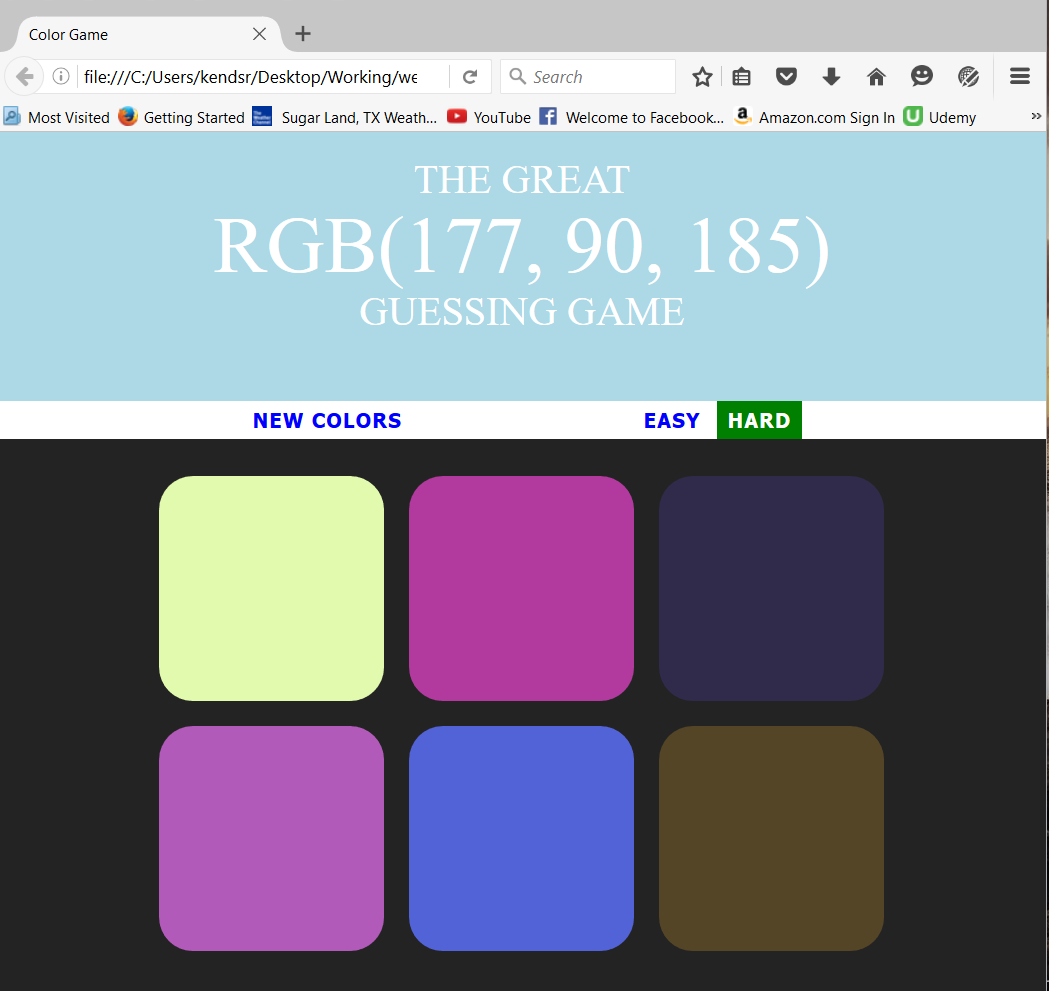 Color Game
file:///C:/Users/kendsr/Desktop/Working/we
Search
Most Visited Getting Started Sugar Land, TX Weath... YouTube Welcome to Facebook... Amazon.com Sign In Udemy
THE GREAT
RGB(177, 90, 185)
GUESSING GAME
NEW COLORS EASY HARD